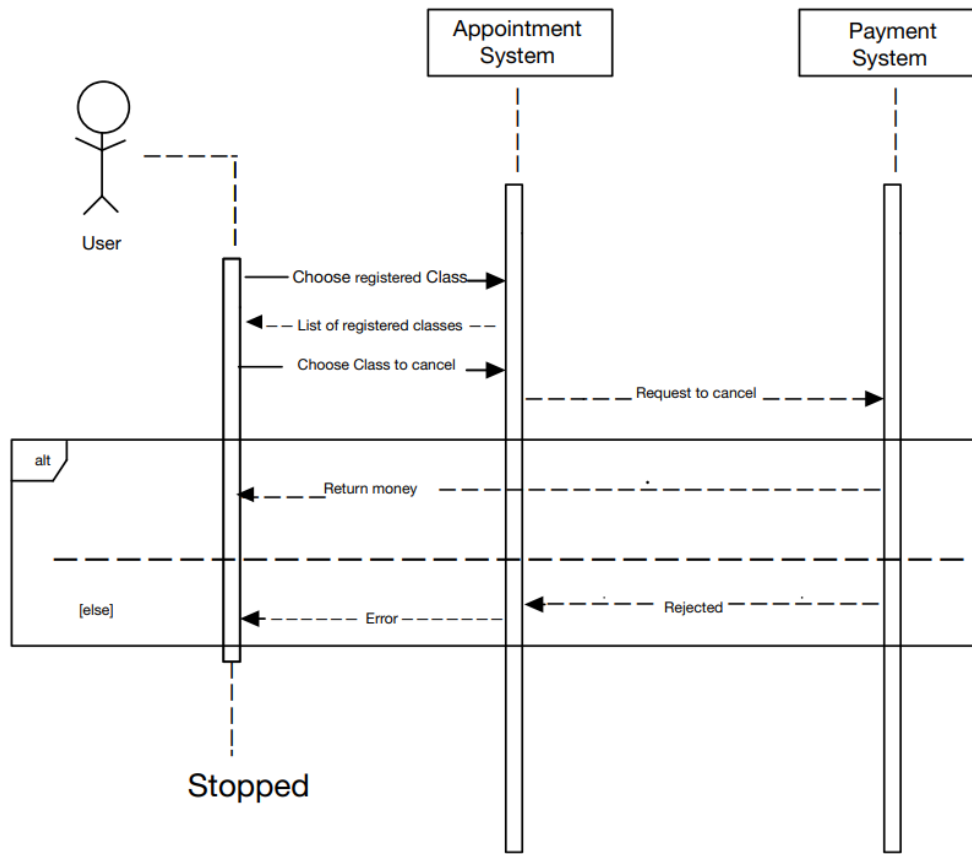 Appointment
System
Payment
System
User
Choose registered Class
List of registered classes
Choose Class to cancel
Request to cancel
alt
Return money
[else]
Rejected
Error
Stopped